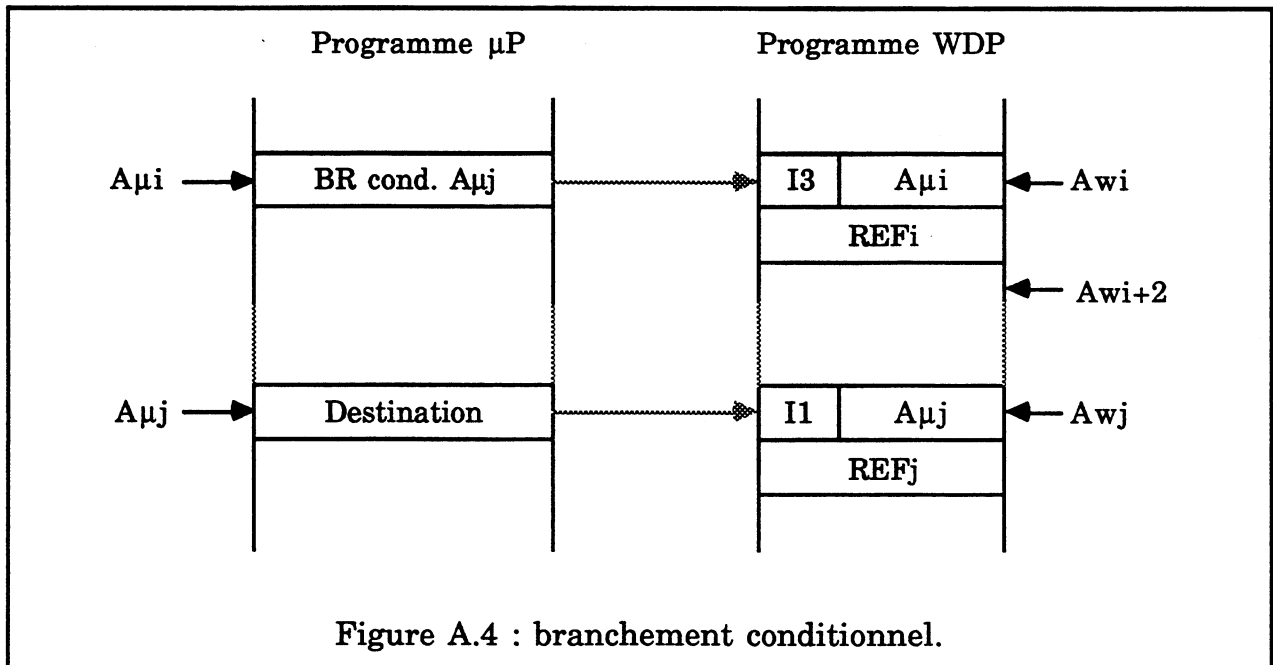 Programme µP Programme WDP
Aµi BR cond. Aµj I3 Aµi Awi
REFi
Awi+2
Aµj Destination I1 Aµj Awj
REFj
Figure A.4 : branchement conditionnel.